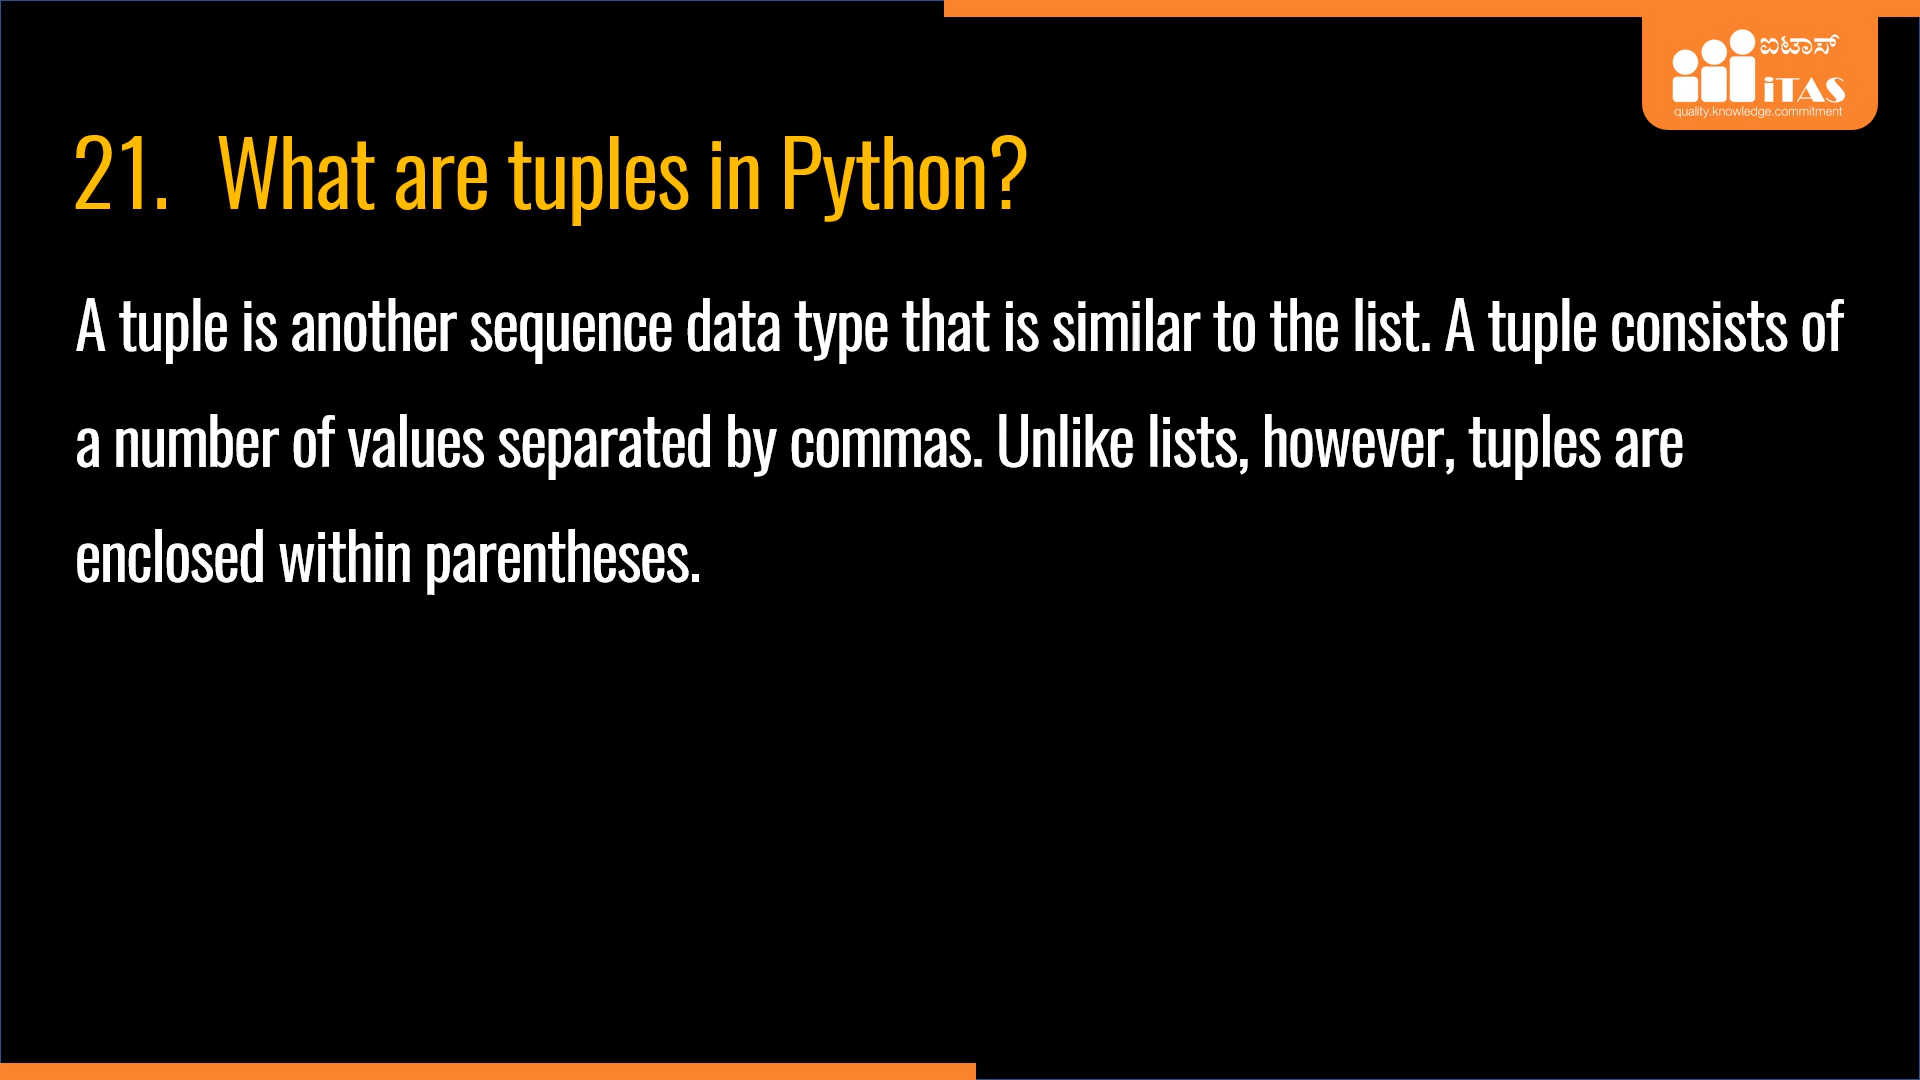 ಐಟಾಸ್
iTAS
quality.knowledge.commitment
21. What are tuples in Python?
A tuple is another sequence data type that is similar to the list. A tuple consists of
a number of values separated by commas. Unlike lists, however, tuples are
enclosed within parentheses.